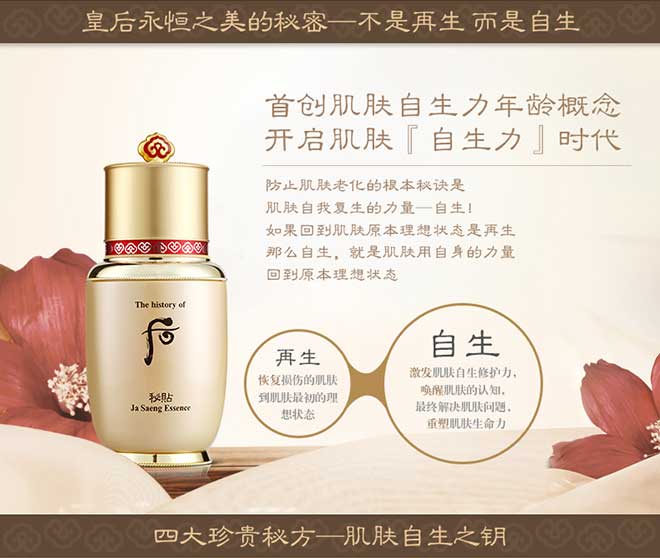 皇后永恒之美的秘密—不是再生 而是自生
首创肌肤自生力年龄概念
开启肌肤『自生力』时代
防止肌肤老化的根本秘诀是
肌肤自我复生的力量—自生!
如果回到肌肤原本理想状态是再生
那么自生，就是肌肤用自身的力量
回到原本理想状态
The history of
后
秘貼
Ja Saeng Essence
再生
恢复损伤的肌肤
到肌肤最初的理
想状态
自生
激发肌肤自生修护力，
唤醒肌肤的认知，
最终解决肌肤问题，
重塑肌肤生命力
四大珍贵秘方—肌肤自生之钥